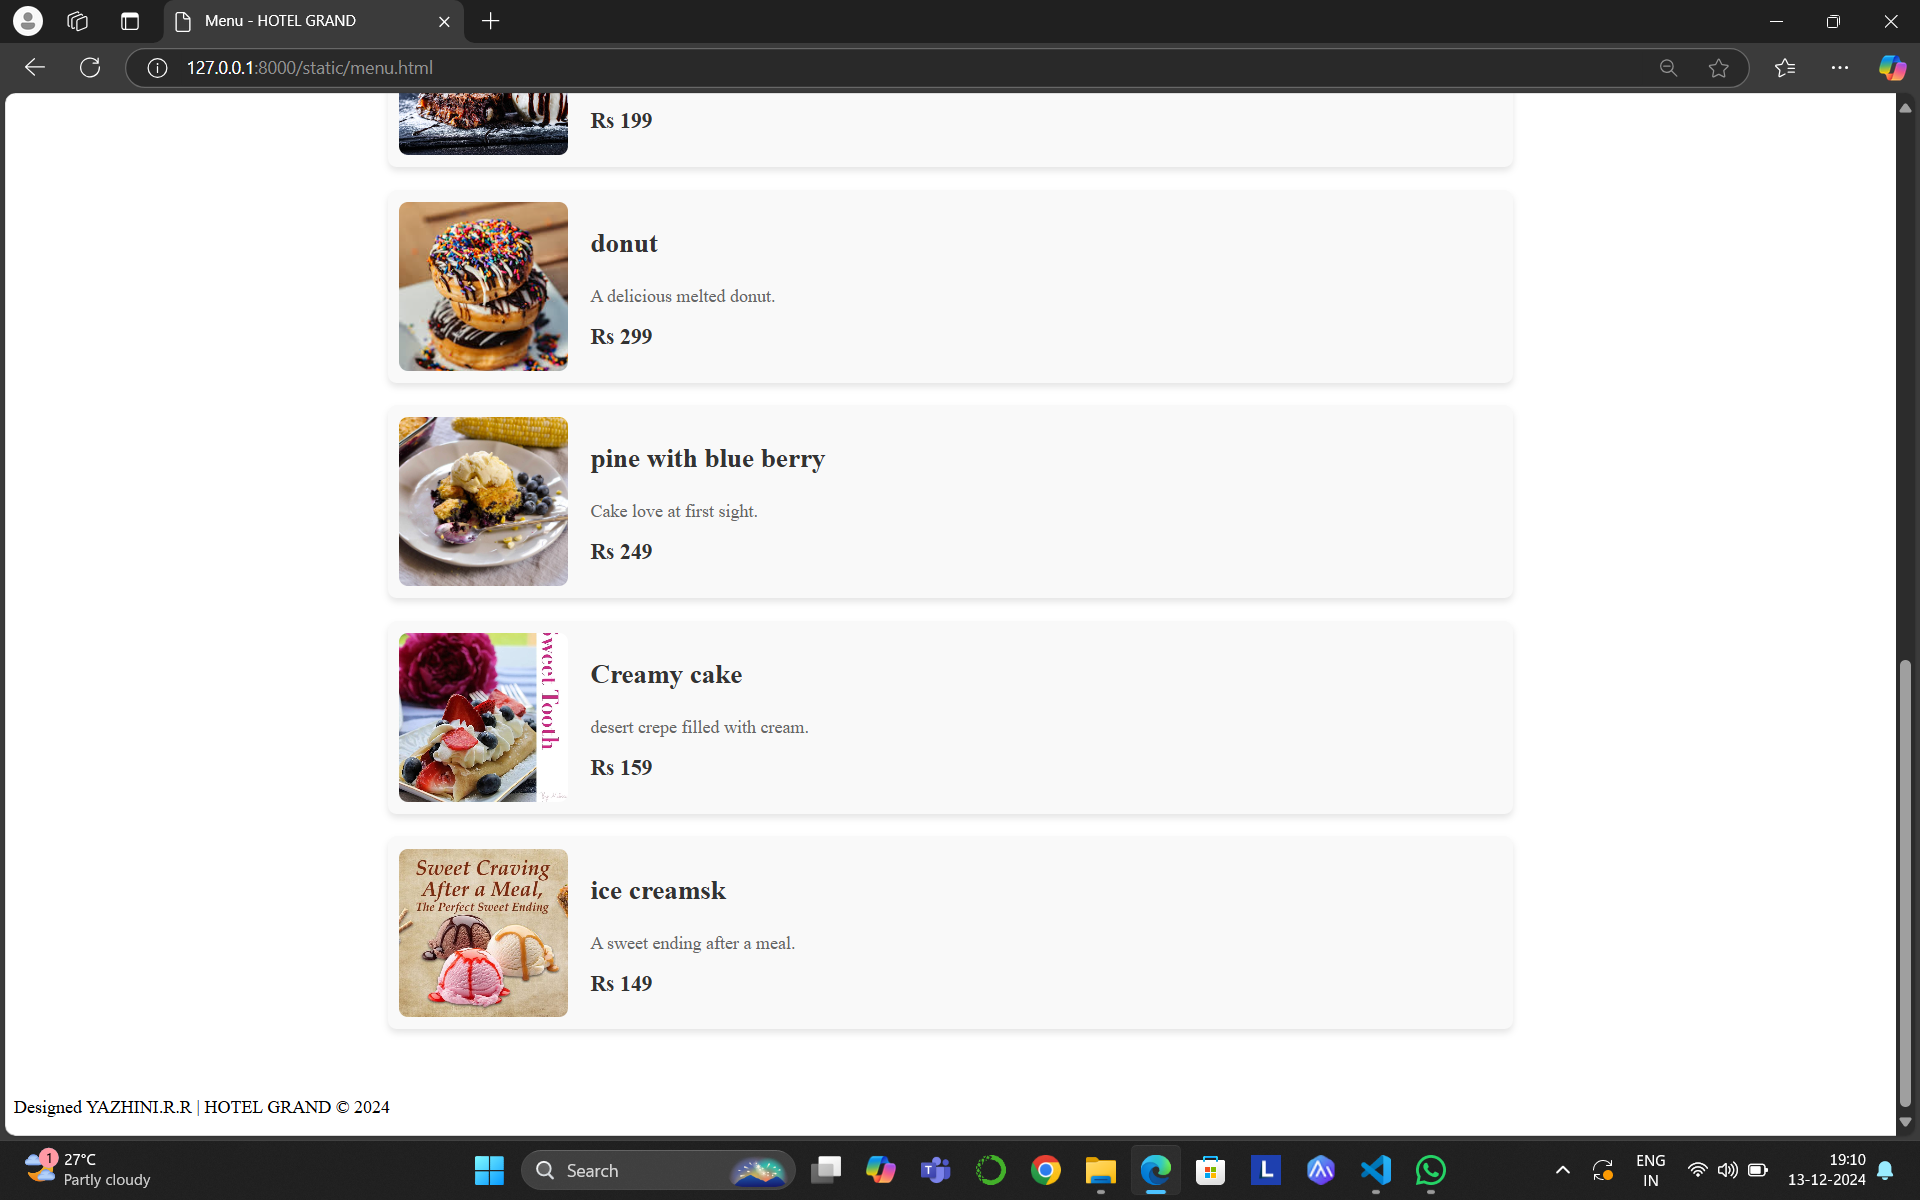 Menu - HOTEL GRAND
127.0.0.1:8000/static/menu.html
Rs 199
donut
A delicious melted donut.
Rs 299
pine with blue berry
Cake love at first sight.
Rs 249
Sweet Tooth
Creamy cake
desert crepe filled with cream.
Rs 159
Sweet Craving
After a Meal,
The Perfect Sweet Ending
ice creamsk
A sweet ending after a meal.
Rs 149
Designed YAZHINI.R.R | HOTEL GRAND © 2024
1
27°C
Partly cloudy
Search
T
L
ENG
IN
19:10
13-12-2024